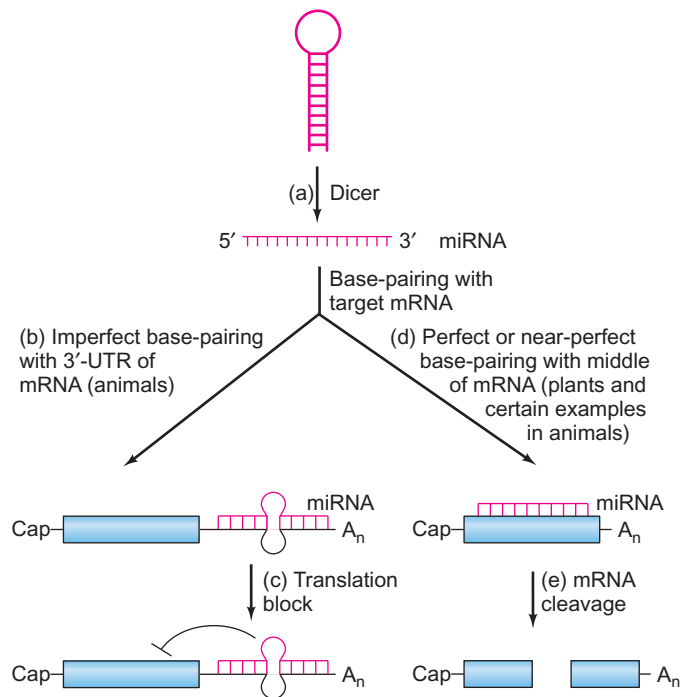 (a) Dicer
5′ 3′ miRNA
Base-pairing with
target mRNA
(b) Imperfect base-pairing
with 3′-UTR of
mRNA (animals)
(d) Perfect or near-perfect
base-pairing with middle
of mRNA (plants and
certain examples
in animals)
miRNA
Cap An
miRNA
Cap An
(c) Translation
block
(e) mRNA
cleavage
Cap An
Cap An